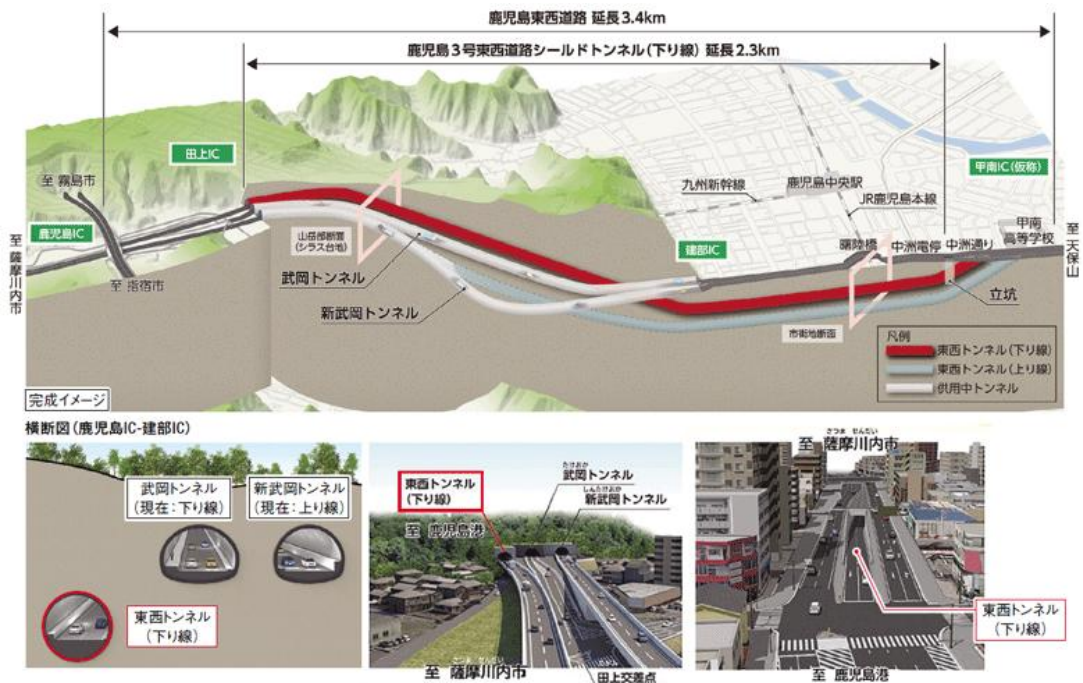 鹿児島東西道路 延長3.4km
鹿児島3号東西道路シールドトンネル(下り線) 延長2.3km
田上IC
甲南IC(仮称)
至 霧島市
九州新幹線
鹿児島中央駅
JR鹿児島本線
鹿児島IC
山岳部断面
(シラス台地)
建部IC
曙陸橋
中洲電停
中洲通り
甲南
高等学校
至 薩摩川内市
至 天保山
至 指宿市
武岡トンネル
新武岡トンネル
立坑
市街地断面
凡例
東西トンネル(下り線)
東西トンネル(上り線)
供用中トンネル
完成イメージ
横断図(鹿児島IC-建部IC)
武岡トンネル
(現在:下り線)
新武岡トンネル
(現在:上り線)
東西トンネル
(下り線)
東西トンネル
(下り線)
たけおか
武岡トンネル
しんたけおか
新武岡トンネル
至 鹿児島港
さつま せんだい
至 薩摩川内市
田上交差点
さつま せんだい
至 薩摩川内市
東西トンネル
(下り線)
至 鹿児島港